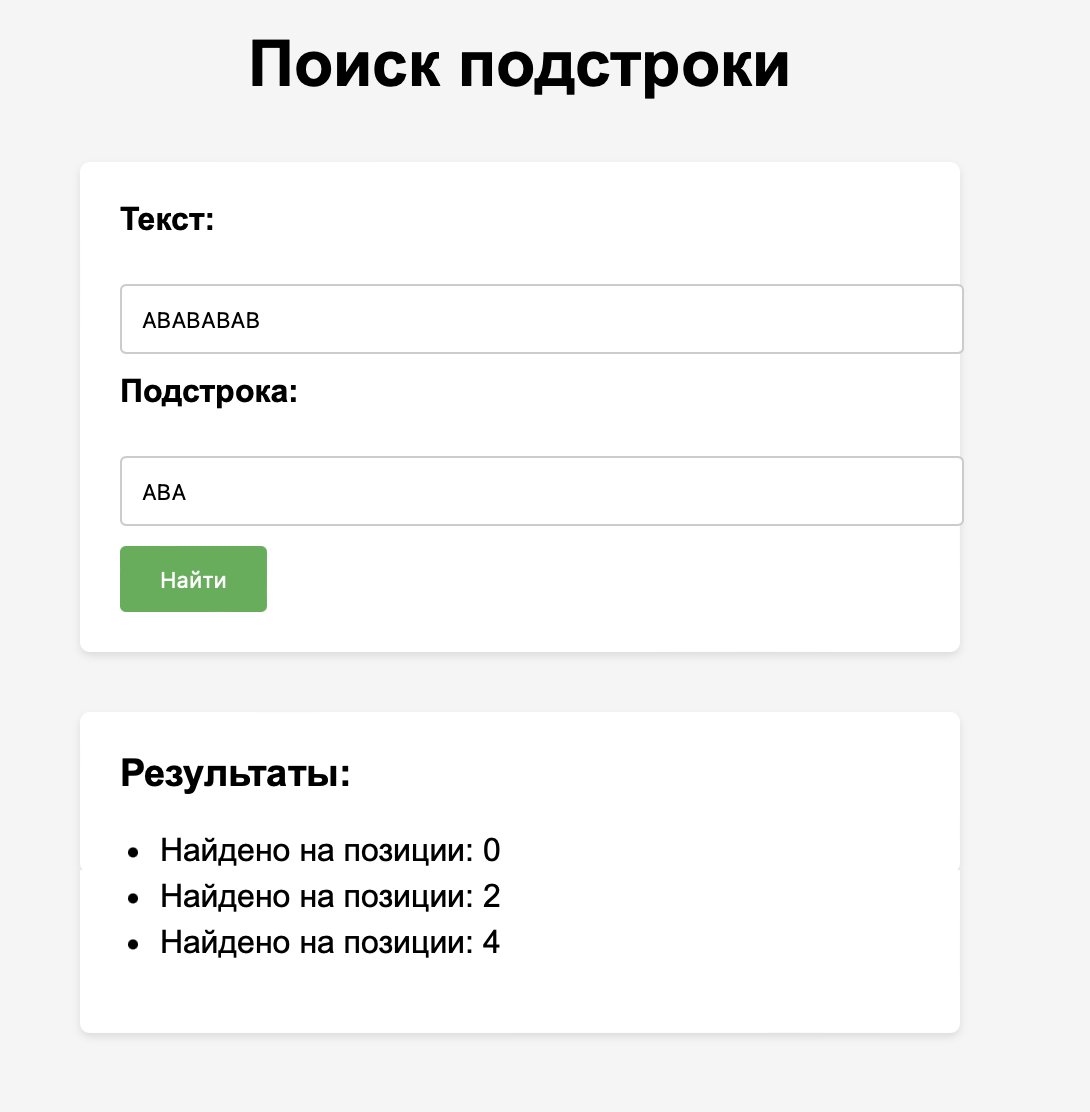 Поиск подстроки
Текст:
ABABABAB
Подстрока:
ABA
Найти
Результаты:
• Найдено на позиции: 0
• Найдено на позиции: 2
• Найдено на позиции: 4